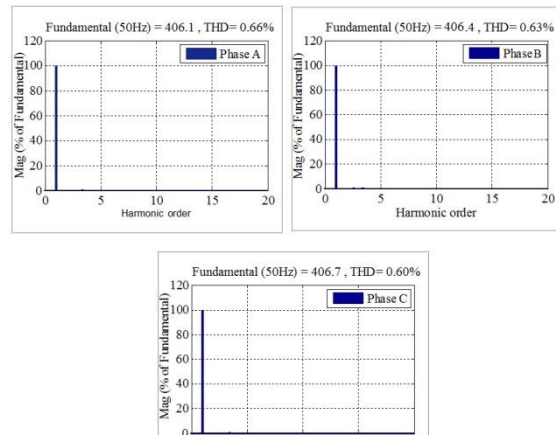 Fundamental (50Hz) = 406.1 , THD= 0.66%
Mag (% of Fundamental)
120
100
80
60
40
20
0
Phase A
0 5 10 15 20
Harmonic order
Fundamental (50Hz) = 406.4 , THD= 0.63%
Mag (% of Fundamental)
120
100
80
60
40
20
0
Phase B
0 5 10 15 20
Harmonic order
Fundamental (50Hz) = 406.7 , THD= 0.60%
Mag (% of Fundamental)
120
100
80
60
40
20
0
Phase C